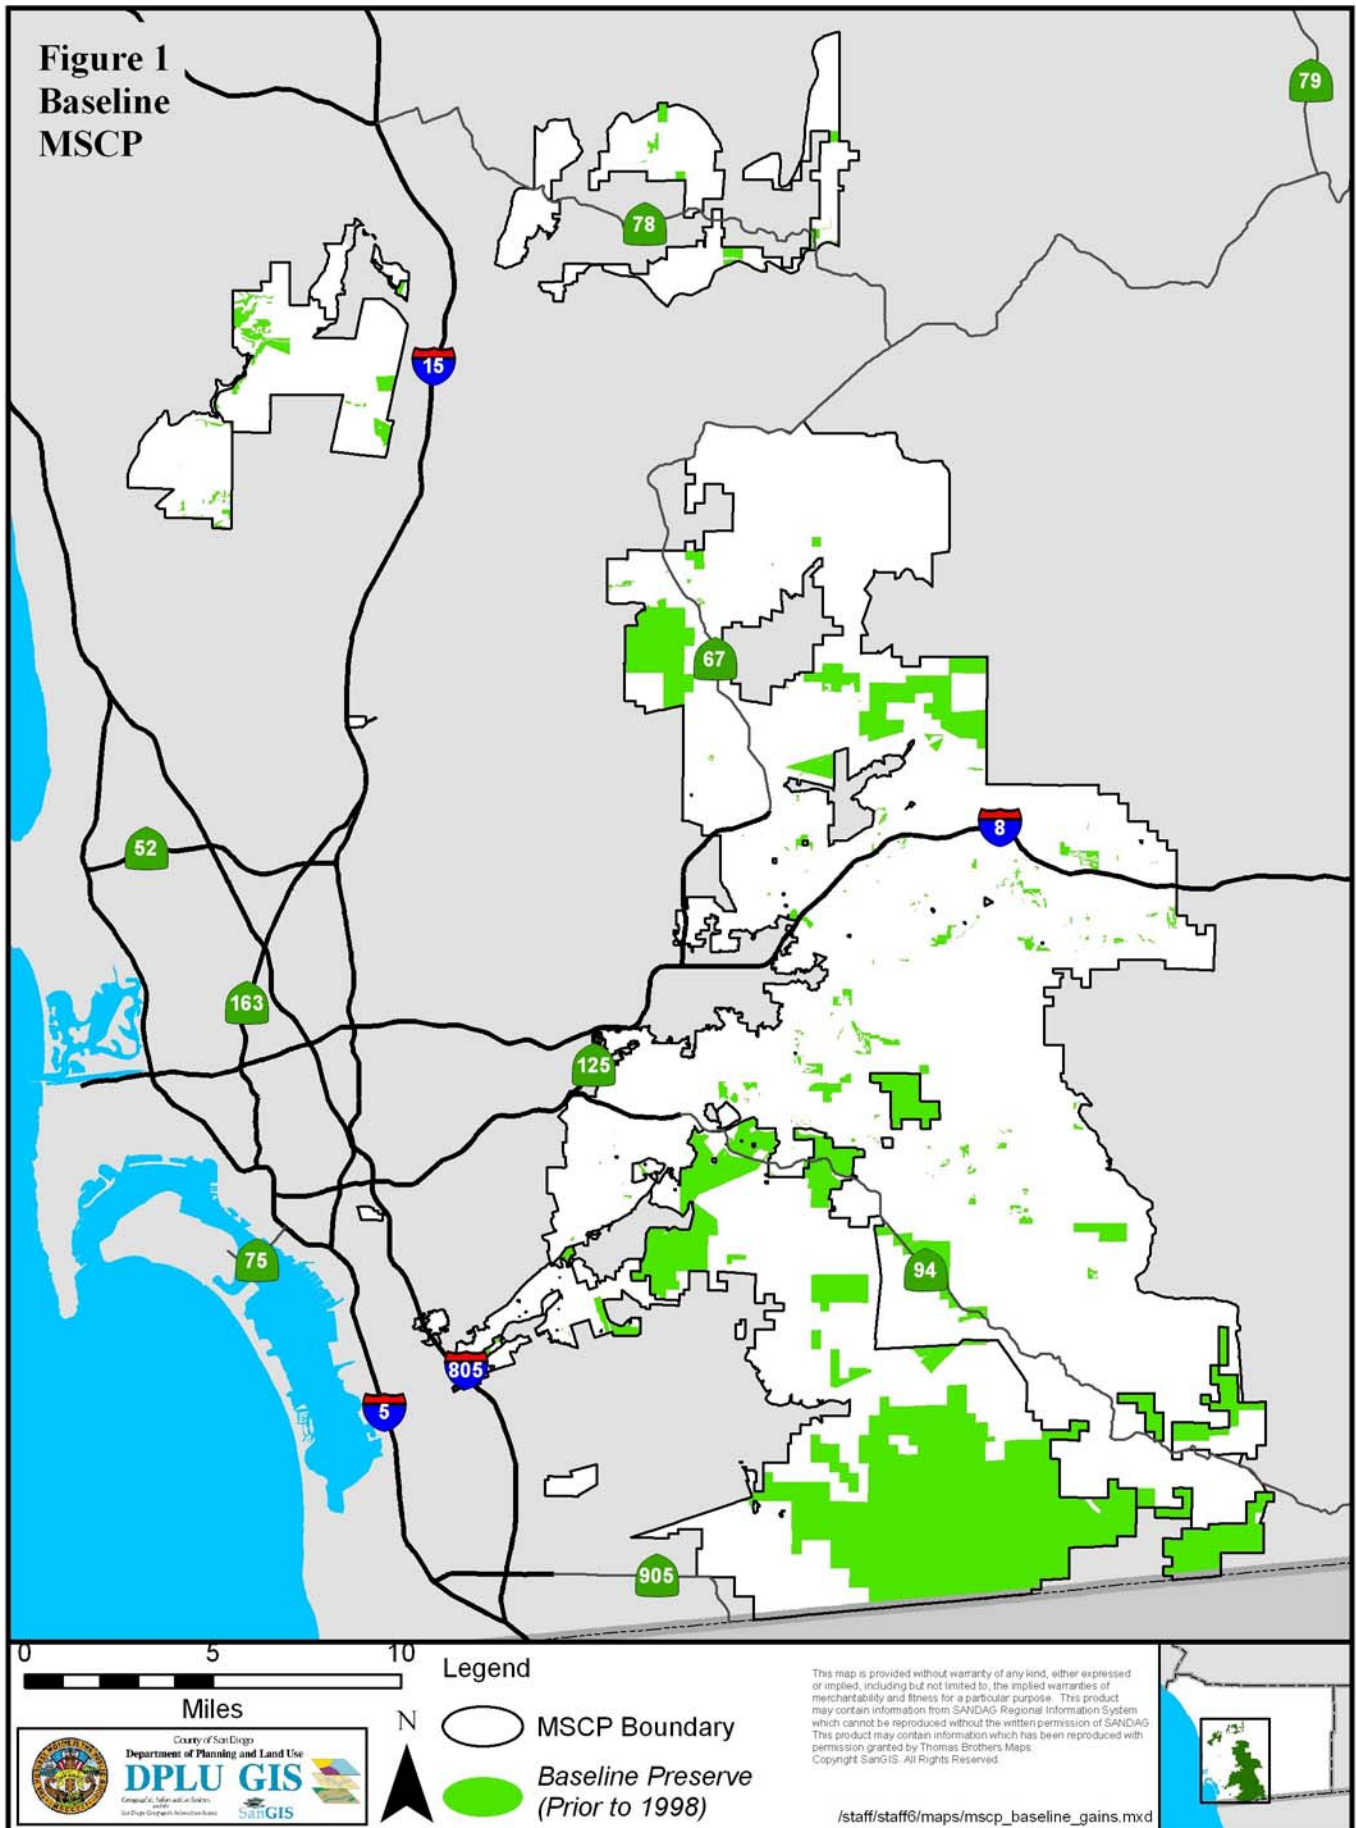 Figure 1
Baseline
MSCP
79
78
15
67
8
52
163
125
94
75
805
5
905
0 5 10
Miles
N
Legend
MSCP Boundary
Baseline Preserve
(Prior to 1998)
County of San Diego
Department of Planning and Land Use
DPLU GIS
SanGIS
This map is provided without warranty of any kind, either expressed
or implied, including but not limited to, the implied warranties of
merchantability and fitness for a particular purpose. This product
may contain information from SANDAG Regional Information System
which cannot be reproduced without the written permission of SANDAG
This product may contain information which has been reproduced with
permission granted by Thomas Brothers Maps.
Copyright SanGIS. All Rights Reserved.
/staff/staff6/maps/mscp_baseline_gains.mxd